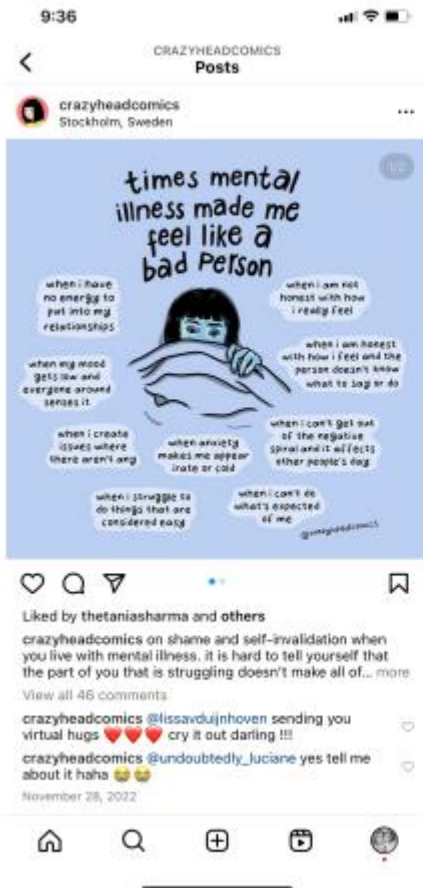 9:36
CRAZYHEADCOMICS
Posts
crazyheadcomics
Stockholm, Sweden
1/2
times mental
illness made me
feel like a
bad Person
when i have
no energy to
put into my
relationships
when i am not
honest with how
i really feel
when my mood
gets low and
everyone around
senses it
when i am honest
with how i feel and the
person doesn't know
what to say or do
when i create
issues where
there aren't any
when anxiety
makes me appear
irate or cold
when i can't get out
of the negative
spiral and it affects
other people's day
when i struggle to
do things that are
considered easy
when i can't do
what's expected
of me
@crazyheadcomics
Liked by thetaniasharma and others
crazyheadcomics on shame and self-invalidation when
you live with mental illness. it is hard to tell yourself that
the part of you that is struggling doesn't make all of... more
View all 46 comments
crazyheadcomics @lissavduijnhoven sending you
virtual hugs ❤️❤️❤️ cry it out darling !!!
crazyheadcomics @undoubtedly_luciane yes tell me
about it haha 😭😭
November 28, 2022